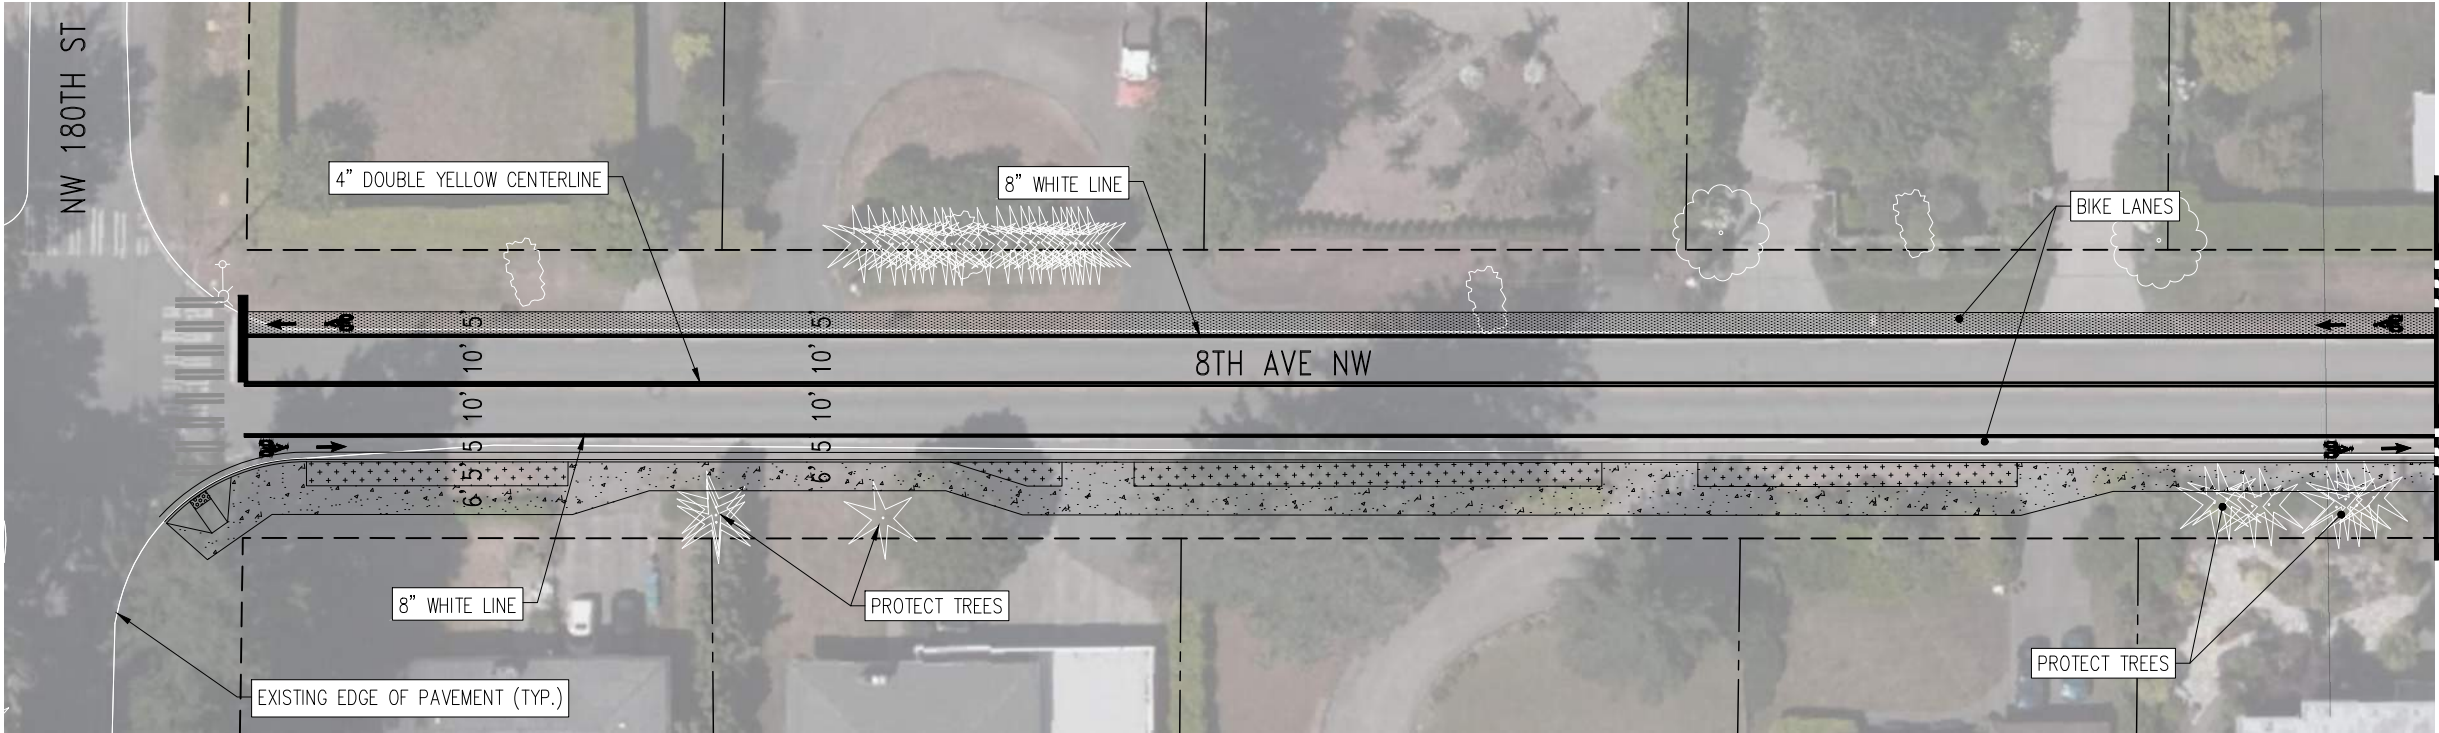 NW 180TH ST
4” DOUBLE YELLOW CENTERLINE
8” WHITE LINE
BIKE LANES
5'
5'
10'
10'
8TH AVE NW
10'
10'
5
5
5'
6'
6'
8” WHITE LINE
PROTECT TREES
PROTECT TREES
EXISTING EDGE OF PAVEMENT (TYP.)